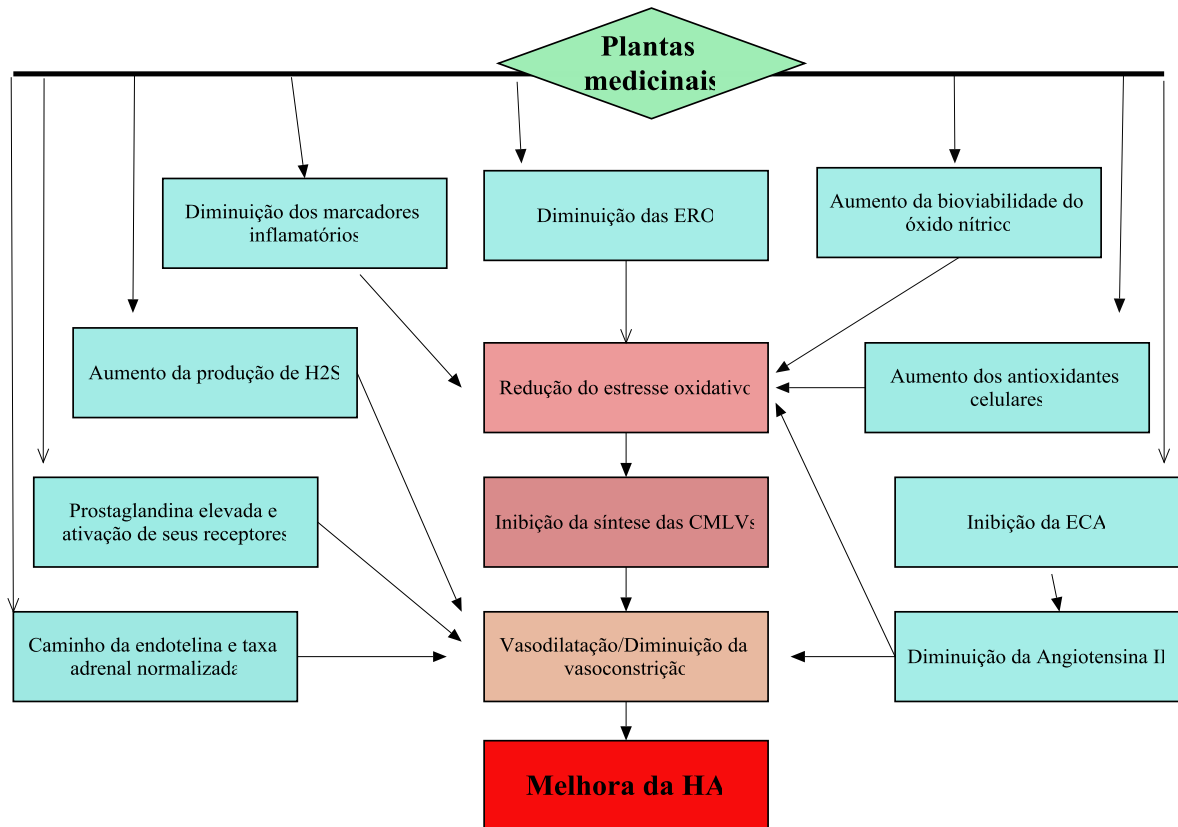 Plantas
medicinais
Diminuição dos marcadores
inflamatórios
Diminuição das ERO
Aumento da bioviabilidade do
óxido nítrico
Aumento da produção de H2S
Redução do estresse oxidativo
Aumento dos antioxidantes
celulares
Prostaglandina elevada e
ativação de seus receptores
Inibição da síntese das CMLVs
Inibição da ECA
Caminho da endotelina e taxa
adrenal normalizada
Vasodilatação/Diminuição da
vasoconstrição
Diminuição da Angiotensina II
Melhora da HA